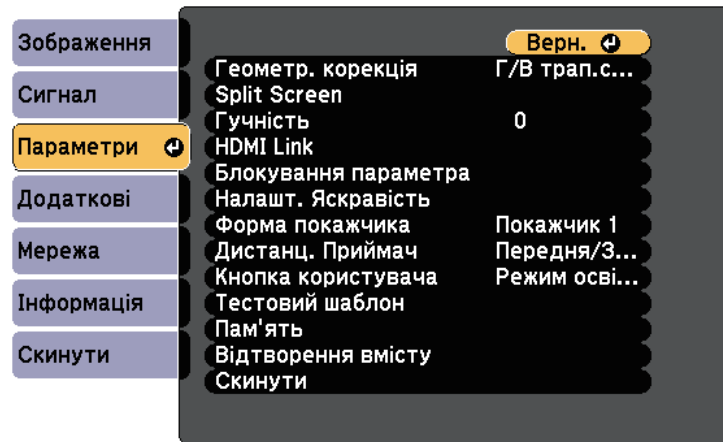 Зображення
Сигнал
Параметри
Додаткові
Мережа
Інформація
Скинути
Верн.
Геометр. корекція Г/В трап.с...
Split Screen
Гучність 0
HDMI Link
Блокування параметра
Налашт. Яскравість
Форма покажчика Покажчик 1
Дистанц. Приймач Передня/З...
Кнопка користувача Режим осві...
Тестовий шаблон
Пам'ять
Відтворення вмісту
Скинути